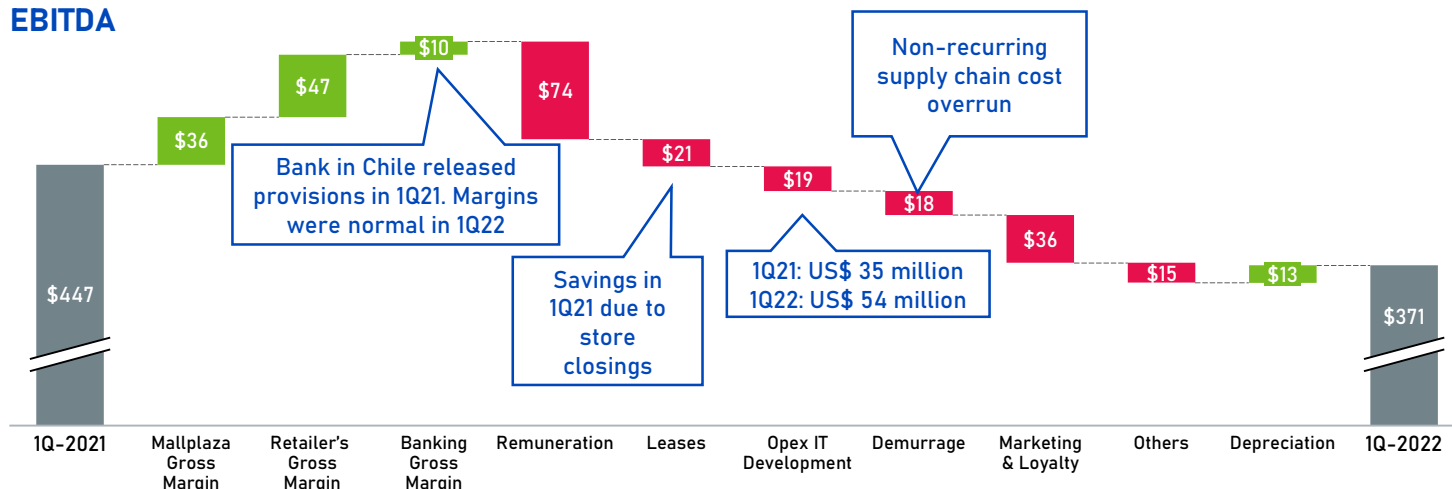 EBITDA
$447
$36
$47
$10
$74
$21
$19
$18
$36
$15
$13
$371
Bank in Chile released
provisions in 1Q21. Margins
were normal in 1Q22
Savings in
1Q21 due to
store
closings
1Q21: US$ 35 million
1Q22: US$ 54 million
Non-recurring
supply chain cost
overrun
1Q-2021
Mallplaza
Gross
Margin
Retailer's
Gross
Margin
Banking
Gross
Margin
Remuneration
Leases
Opex IT
Development
Demurrage
Marketing
& Loyalty
Others
Depreciation
1Q-2022